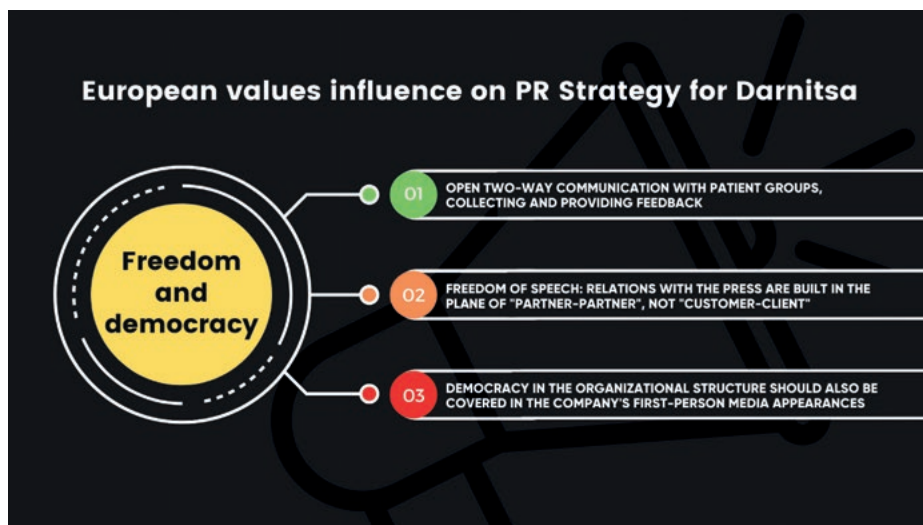 European values influence on PR Strategy for Darnitsa
Freedom
and
democracy
01
OPEN TWO-WAY COMMUNICATION WITH PATIENT GROUPS,
COLLECTING AND PROVIDING FEEDBACK
02
FREEDOM OF SPEECH: RELATIONS WITH THE PRESS ARE BUILT IN THE
PLANE OF "PARTNER-PARTNER", NOT "CUSTOMER-CLIENT"
03
DEMOCRACY IN THE ORGANIZATIONAL STRUCTURE SHOULD ALSO BE
COVERED IN THE COMPANY'S FIRST-PERSON MEDIA APPEARANCES